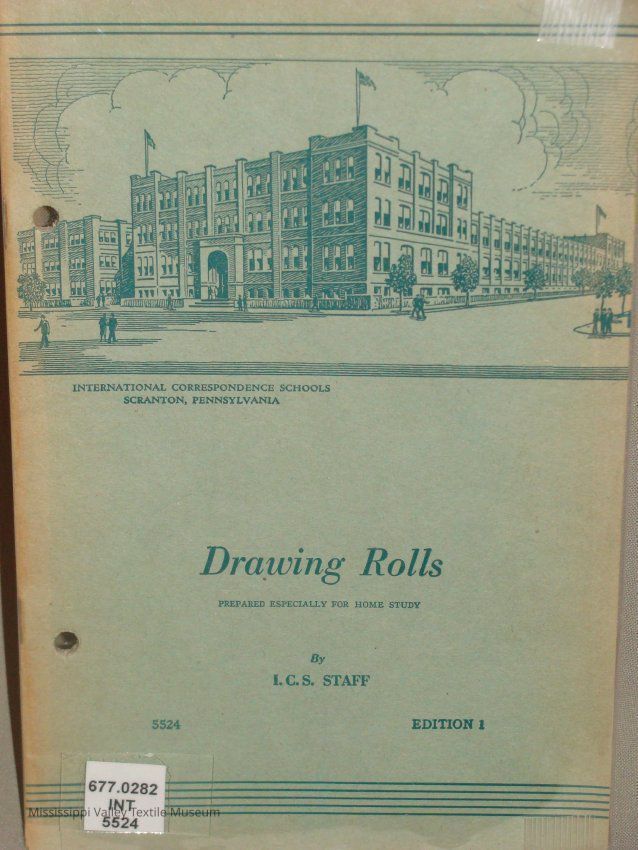 INTERNATIONAL CORRESPONDENCE SCHOOLS
SCRANTON, PENNSYLVANIA
Drawing Rolls
PREPARED ESPECIALLY FOR HOME STUDY
By
I. C. S. STAFF
5524
EDITION 1
677.0282
INT
5524
Mississippi Valley Textile Museum